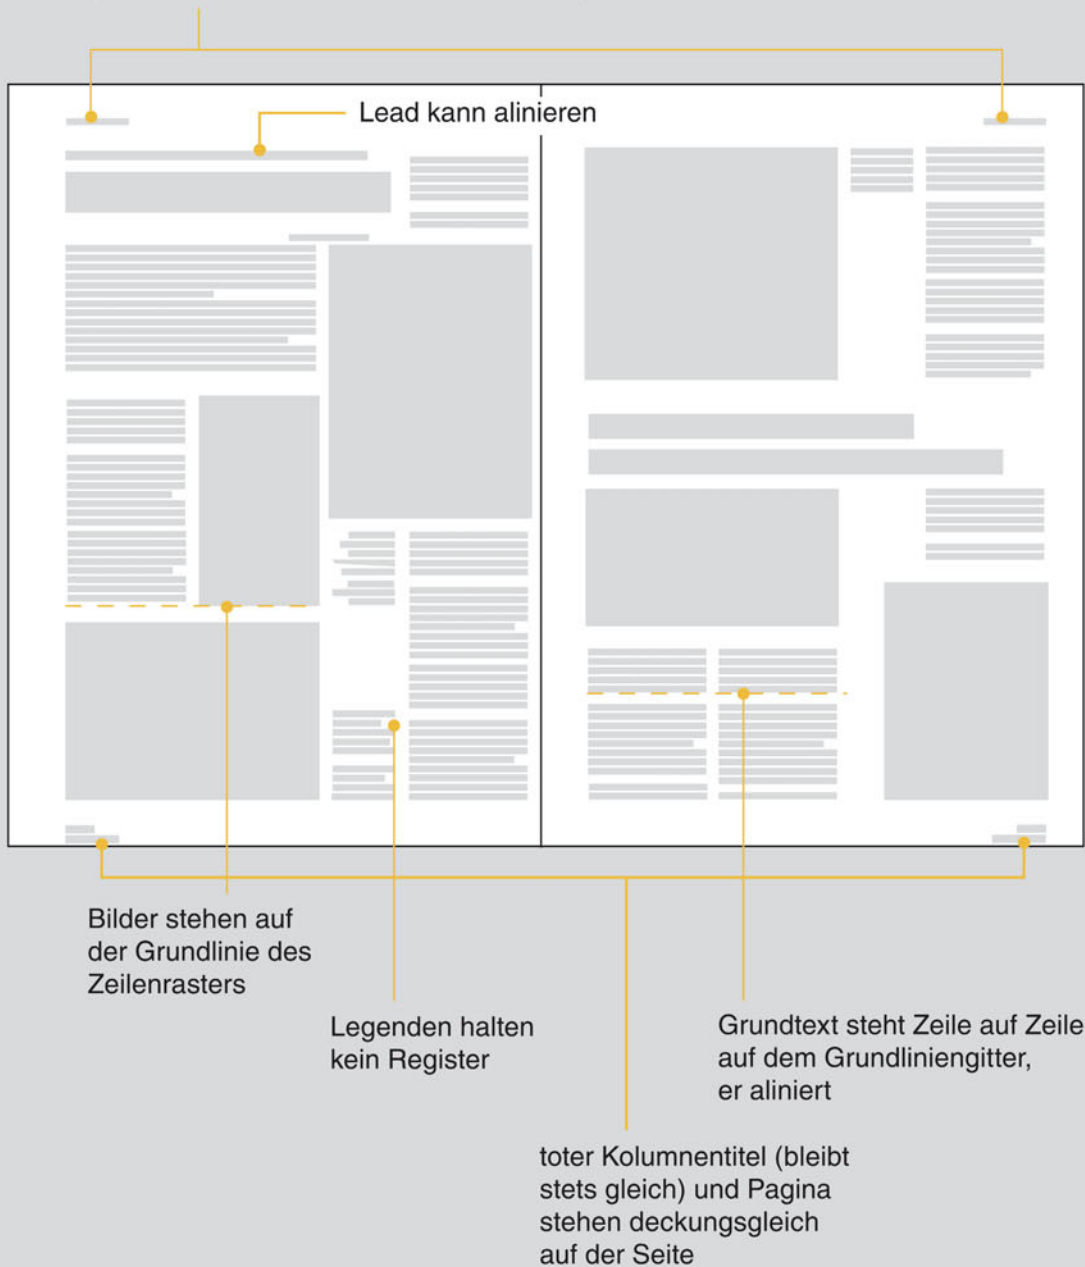 Lead kann alinieren
Bilder stehen auf
der Grundlinie des
Zeilenrasters
Legenden halten
kein Register
Grundtext steht Zeile auf Zeile
auf dem Grundliniengitter,
er aliniert
toter Kolumnentitel (bleibt
stets gleich) und Pagina
stehen deckungsgleich
auf der Seite